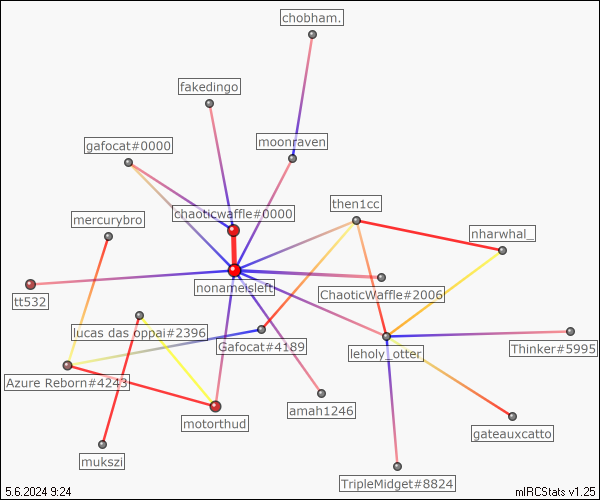 chobham.
fakedingo
gafocat#0000
moonraven
then1cc
chaoticwaffle#0000
mercurybro
nharwhal_
nonameisleft
ChaoticWaffle#2006
tt532
lucas das oppai#2396
Gafocat#4189
Thinker#5995
leholy_otter
Azure Reborn#4243
amah1246
motorthud
gateauxcatto
mukszi
TripleMidget#8824
5.6.2024 9:24
mIRCStats v1.25